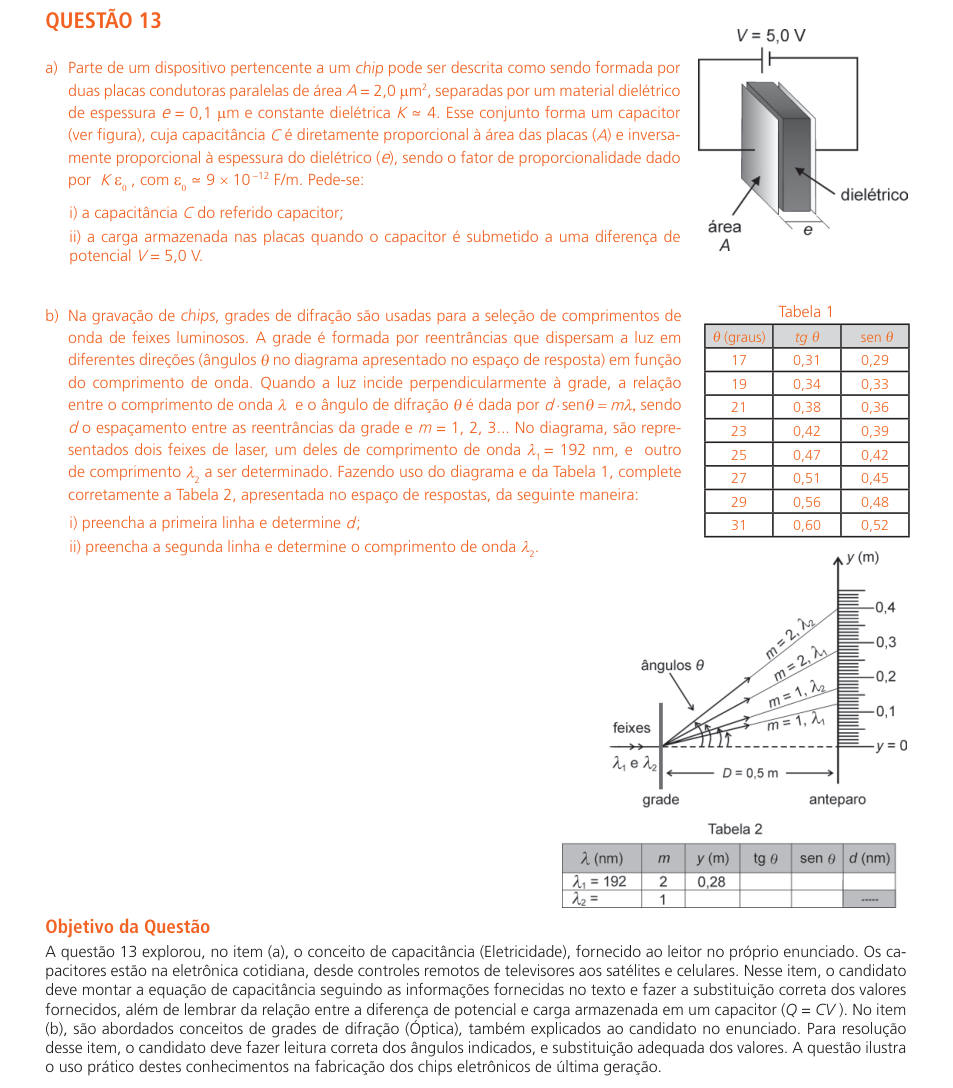 QUESTÃO 13
a) Parte de um dispositivo pertencente a um chip pode ser descrita como sendo formada por
duas placas condutoras paralelas de área A = 2,0 µm², separadas por um material dielétrico
de espessura e = 0,1 µm e constante dielétrica K ≃ 4. Esse conjunto forma um capacitor
(ver figura), cuja capacitância C é diretamente proporcional à área das placas (A) e inversa-
mente proporcional à espessura do dielétrico (e), sendo o fator de proporcionalidade dado
por K ε₀ , com ε₀ ≃ 9 × 10⁻¹² F/m. Pede-se:
i) a capacitância C do referido capacitor;
ii) a carga armazenada nas placas quando o capacitor é submetido a uma diferença de
potencial V = 5,0 V.
V = 5,0 V
dielétrico
área
A
e
b) Na gravação de chips, grades de difração são usadas para a seleção de comprimentos de
onda de feixes luminosos. A grade é formada por reentrâncias que dispersam a luz em
diferentes direções (ângulos θ no diagrama apresentado no espaço de resposta) em função
do comprimento de onda. Quando a luz incide perpendicularmente à grade, a relação
entre o comprimento de onda λ e o ângulo de difração θ é dada por d · senθ = mλ, sendo
d o espaçamento entre as reentrâncias da grade e m = 1, 2, 3... No diagrama, são repre-
sentados dois feixes de laser, um deles de comprimento de onda λ₁ = 192 nm, e outro
de comprimento λ₂ a ser determinado. Fazendo uso do diagrama e da Tabela 1, complete
corretamente a Tabela 2, apresentada no espaço de respostas, da seguinte maneira:
i) preencha a primeira linha e determine d;
ii) preencha a segunda linha e determine o comprimento de onda λ₂.
Tabela 1
θ (graus) tg θ sen θ
17 0,31 0,29
19 0,34 0,33
21 0,38 0,36
23 0,42 0,39
25 0,47 0,42
27 0,51 0,45
29 0,56 0,48
31 0,60 0,52
y (m)
0,4
0,3
0,2
0,1
y = 0
m = 2, λ₂
m = 2, λ₁
m = 1, λ₂
m = 1, λ₁
ângulos θ
feixes
λ₁ e λ₂
D = 0,5 m
grade anteparo
Tabela 2
λ (nm) m y (m) tg θ sen θ d (nm)
λ₁ = 192 2 0,28
λ₂ = 1 -----
Objetivo da Questão
A questão 13 explorou, no item (a), o conceito de capacitância (Eletricidade), fornecido ao leitor no próprio enunciado. Os ca-
pacitores estão na eletrônica cotidiana, desde controles remotos de televisores aos satélites e celulares. Nesse item, o candidato
deve montar a equação de capacitância seguindo as informações fornecidas no texto e fazer a substituição correta dos valores
fornecidos, além de lembrar da relação entre a diferença de potencial e carga armazenada em um capacitor (Q = CV ). No item
(b), são abordados conceitos de grades de difração (Óptica), também explicados ao candidato no enunciado. Para resolução
desse item, o candidato deve fazer leitura correta dos ângulos indicados, e substituição adequada dos valores. A questão ilustra
o uso prático destes conhecimentos na fabricação dos chips eletrônicos de última geração.